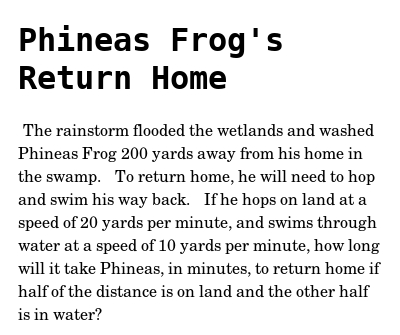 Phineas Frog's
Return Home
The rainstorm flooded the wetlands and washed
Phineas Frog 200 yards away from his home in
the swamp.   To return home, he will need to hop
and swim his way back.   If he hops on land at a
speed of 20 yards per minute, and swims through
water at a speed of 10 yards per minute, how long
will it take Phineas, in minutes, to return home if
half of the distance is on land and the other half
is in water?